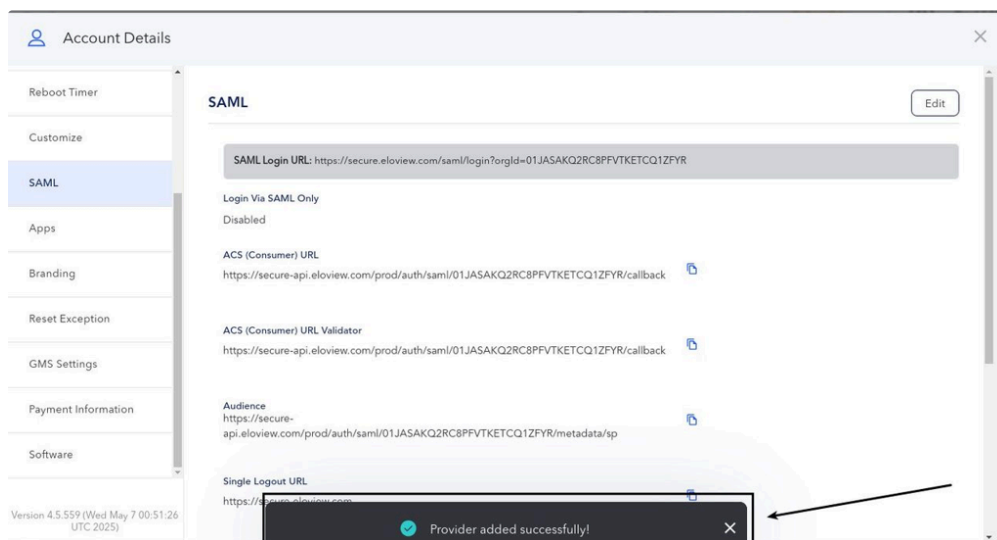 Account Details
Reboot Timer
Customize
SAML
Apps
Branding
Reset Exception
GMS Settings
Payment Information
Software
Version 4.5.559 (Wed May 7 00:51:26
UTC 2025)
SAML
Edit
SAML Login URL: https://secure.eloview.com/saml/login?orgId=01JASAKQ2RC8PFVTKETCQ1ZFYR
Login Via SAML Only
Disabled
ACS (Consumer) URL
https://secure-api.eloview.com/prod/auth/saml/01JASAKQ2RC8PFVTKETCQ1ZFYR/callback
ACS (Consumer) URL Validator
https://secure-api.eloview.com/prod/auth/saml/01JASAKQ2RC8PFVTKETCQ1ZFYR/callback
Audience
https://secure-
api.eloview.com/prod/auth/saml/01JASAKQ2RC8PFVTKETCQ1ZFYR/metadata/sp
Single Logout URL
https://secure.eloview.com
Provider added successfully!